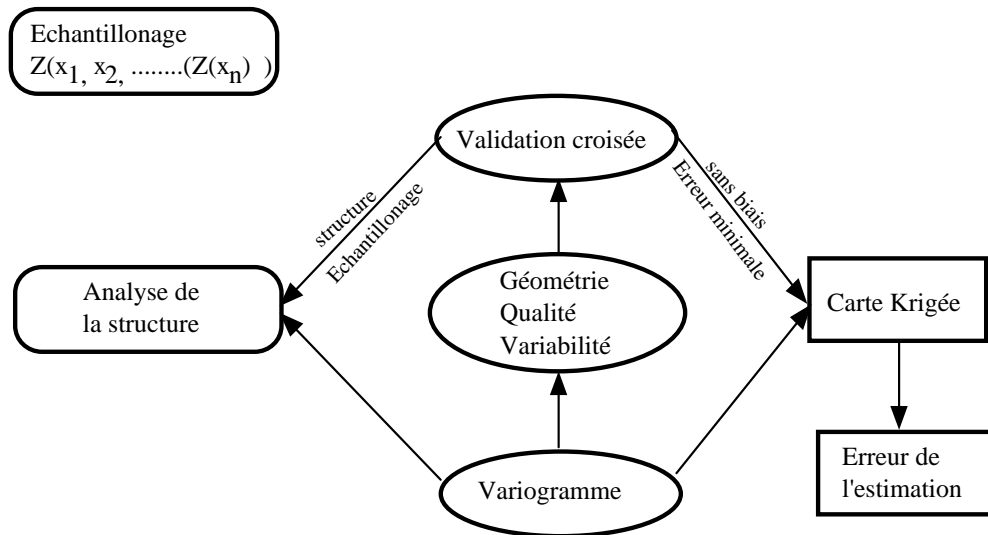 Echantillonage
Z(x1, x2, ........(Z(xn) )
Validation croisée
structure
Echantillonage
sans biais
Erreur minimale
Analyse de
la structure
Géométrie
Qualité
Variabilité
Carte Krigée
Variogramme
Erreur de
l'estimation